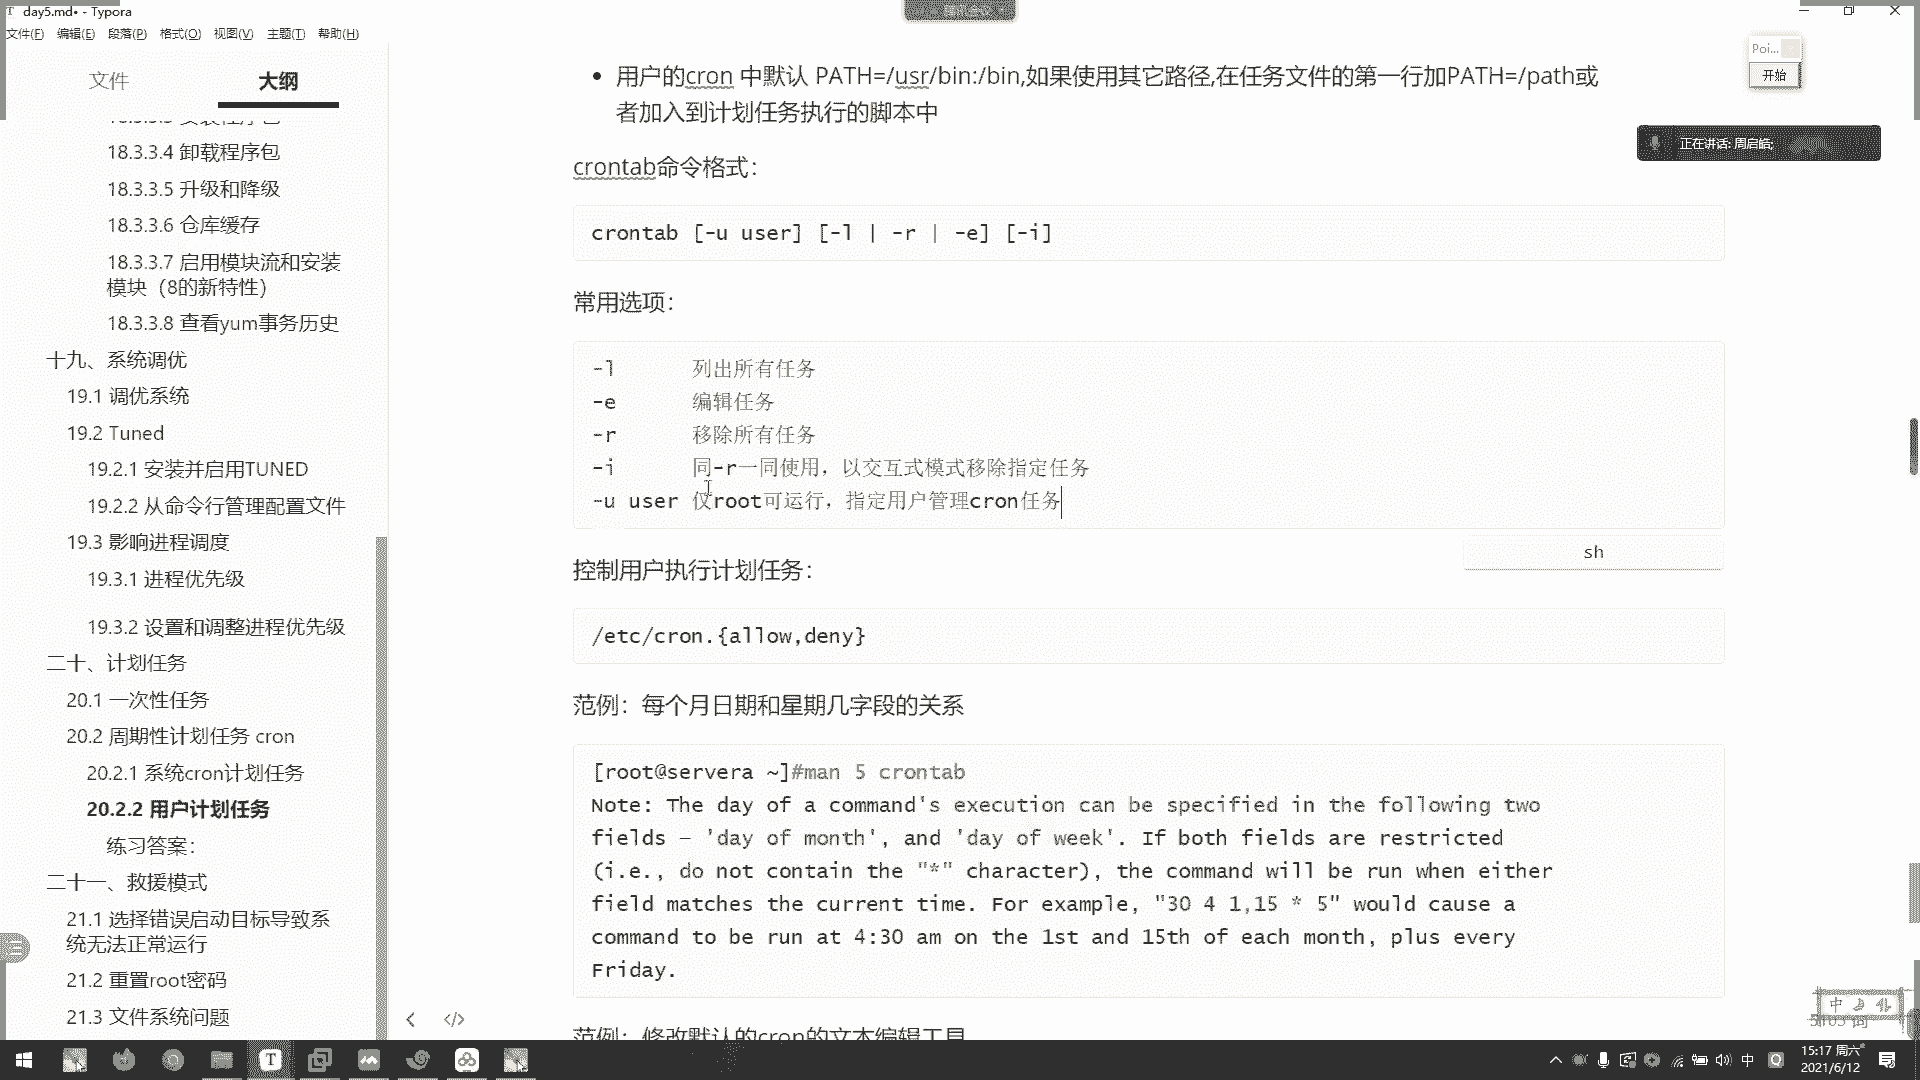 day5.md• - Typora
文件(F) 编辑(E) 段落(P) 格式(O) 视图(V) 主题(T) 帮助(H)
文件 大纲
18.3.3.4 卸载程序包
18.3.3.5 升级和降级
18.3.3.6 仓库缓存
18.3.3.7 启用模块流和安装
模块（8的新特性）
18.3.3.8 查看yum事务历史
十九、系统调优
19.1 调优系统
19.2 Tuned
19.2.1 安装并启用TUNED
19.2.2 从命令行管理配置文件
19.3 影响进程调度
19.3.1 进程优先级
19.3.2 设置和调整进程优先级
二十、计划任务
20.1 一次性任务
20.2 周期性计划任务 cron
20.2.1 系统cron计划任务
20.2.2 用户计划任务
练习答案：
二十一、救援模式
21.1 选择错误启动目标导致系
统无法正常运行
21.2 重置root密码
21.3 文件系统问题
用户的cron 中默认 PATH=/usr/bin:/bin,如果使用其它路径,在任务文件的第一行加PATH=/path或
者加入到计划任务执行的脚本中
crontab命令格式：
crontab [-u user] [-l | -r | -e] [-i]
常用选项：
-l 列出所有任务
-e 编辑任务
-r 移除所有任务
-i 同-r一同使用，以交互式模式移除指定任务
-u user 仅root可运行，指定用户管理cron任务
sh
控制用户执行计划任务：
/etc/cron.{allow,deny}
范例：每个月日期和星期几字段的关系
[root@servera ~]#man 5 crontab
Note: The day of a command's execution can be specified in the following two
fields — 'day of month', and 'day of week'. If both fields are restricted
(i.e., do not contain the "*" character), the command will be run when either
field matches the current time. For example, "30 4 1,15 * 5" would cause a
command to be run at 4:30 am on the 1st and 15th of each month, plus every
Friday.
范例：修改默认的cron的文本编辑工具
Poi...
开始
正在讲话: 周启皓;
中
15:17 周六
2021/6/12